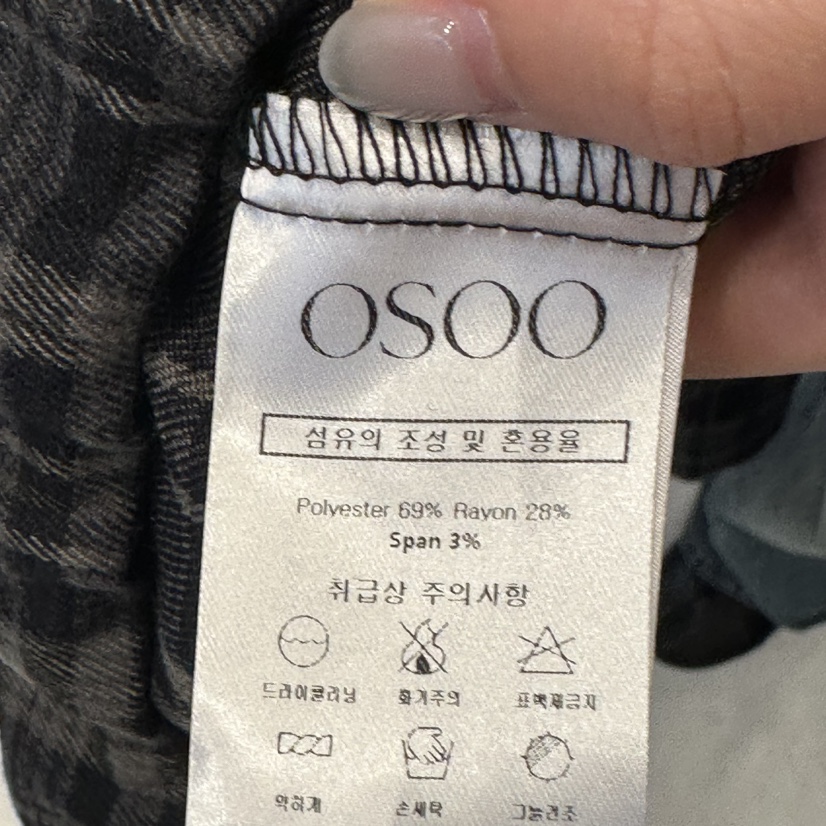 OSOO
섬유의 조성 및 혼용율
Polyester 69% Rayon 28%
Span 3%
취급상 주의사항
드라이클리닝 화기주의 표백제금지
약하게 손세탁 그늘건조